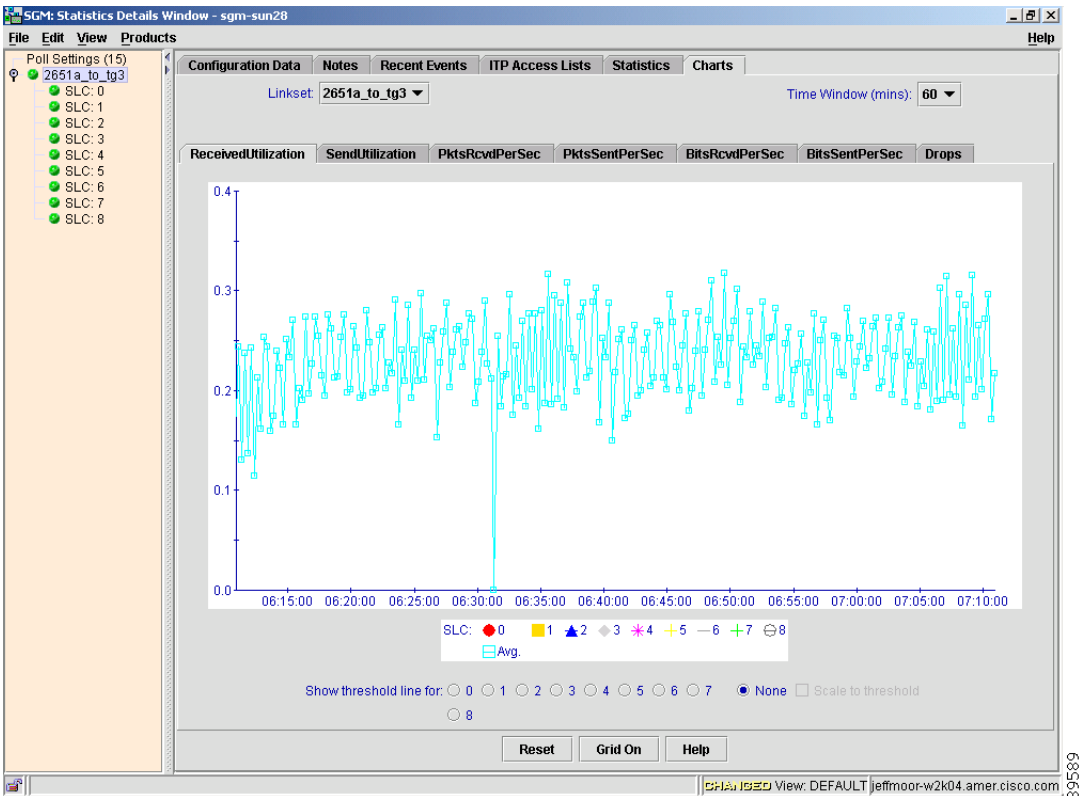 SGM: Statistics Details Window - sgm-sun28
File Edit View Products Help
Poll Settings (15)
2651a_to_tg3
SLC: 0
SLC: 1
SLC: 2
SLC: 3
SLC: 4
SLC: 5
SLC: 6
SLC: 7
SLC: 8
Configuration Data Notes Recent Events ITP Access Lists Statistics Charts
Linkset: 2651a_to_tg3 Time Window (mins): 60
ReceivedUtilization SendUtilization PktsRcvdPerSec PktsSentPerSec BitsRcvdPerSec BitsSentPerSec Drops
0.4
0.3
0.2
0.1
0.0
06:15:00 06:20:00 06:25:00 06:30:00 06:35:00 06:40:00 06:45:00 06:50:00 06:55:00 07:00:00 07:05:00 07:10:00
SLC: 0 1 2 3 4 5 6 7 8
Avg.
Show threshold line for: 0 1 2 3 4 5 6 7 None Scale to threshold
8
Reset Grid On Help
CHANGED View: DEFAULT jeffmoor-w2k04.amer.cisco.com
89589